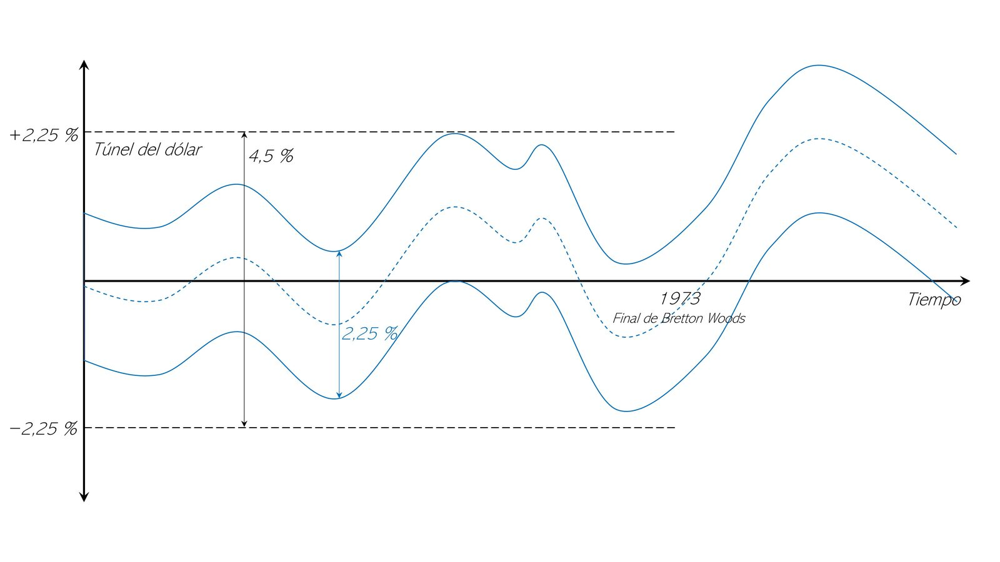 +2,25 %
Túnel del dólar
4,5 %
2,25 %
1973
Final de Bretton Woods
Tiempo
−2,25 %